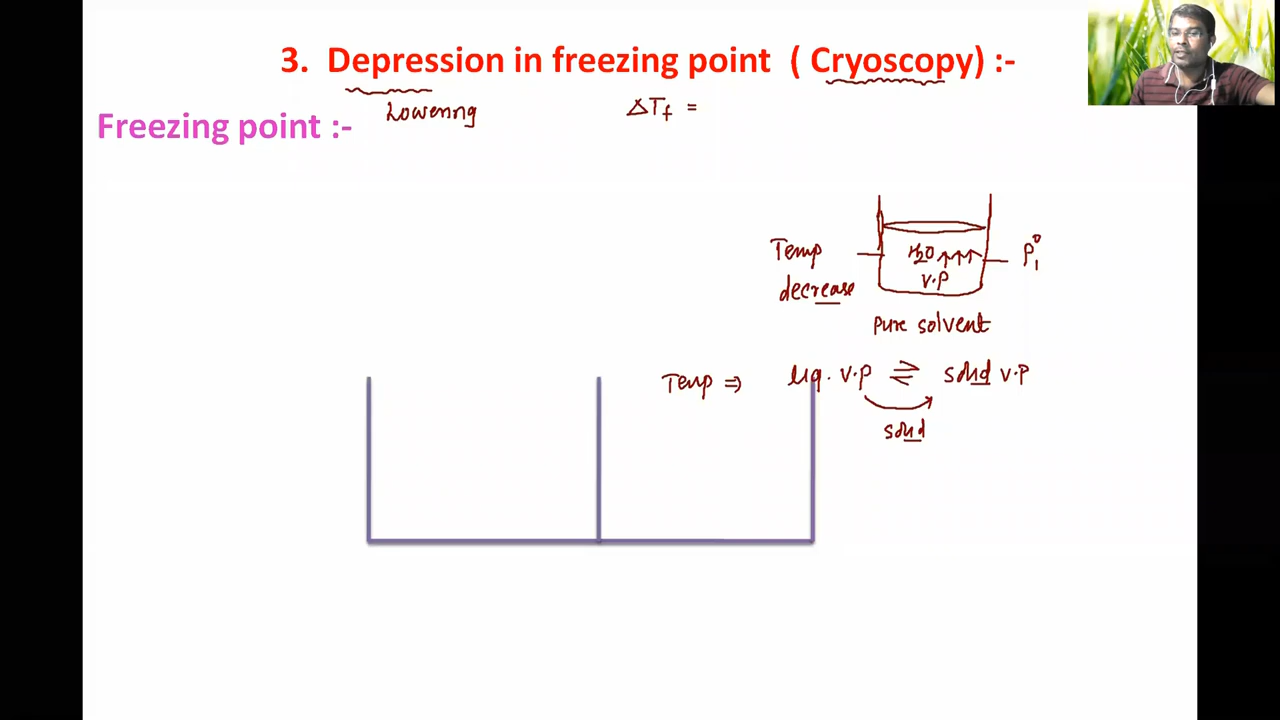 3. Depression in freezing point ( Cryoscopy) :-
Lowering
ΔTf =
Freezing point :-
Temp
decrease
H2O
V.P
P1⁰
pure solvent
Temp ⇒ liq. V.P ⇌ solid V.P
solid